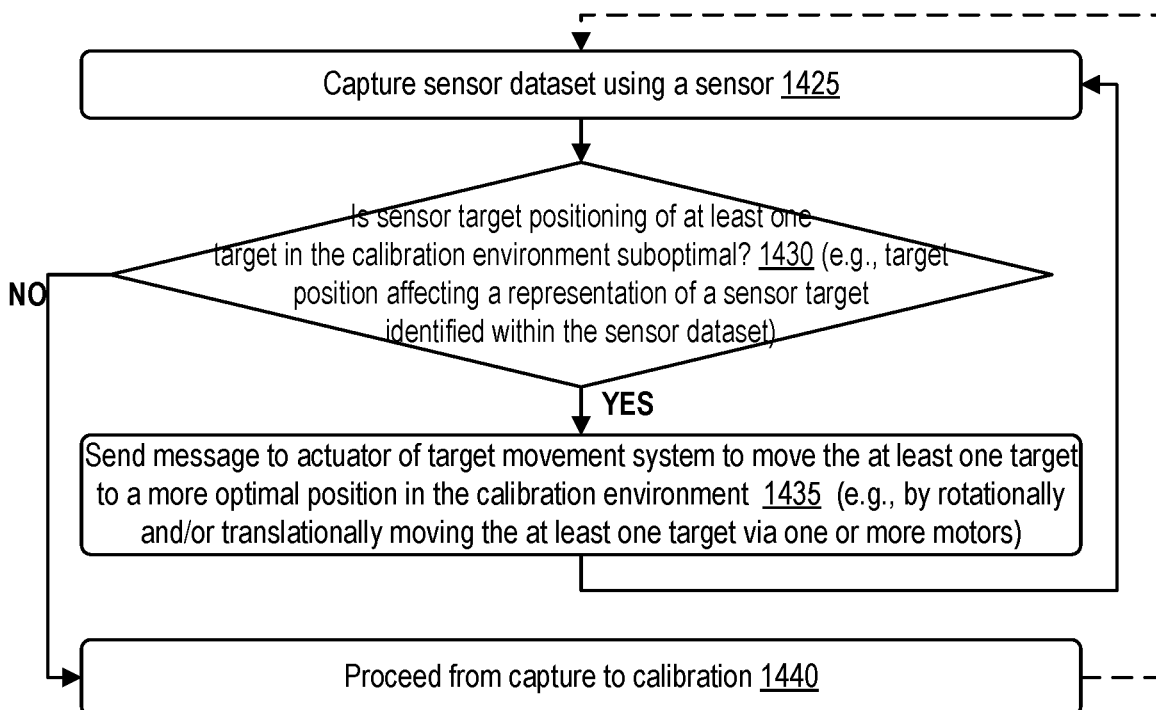 Capture sensor dataset using a sensor 1425
Is sensor target positioning of at least one
target in the calibration environment suboptimal? 1430 (e.g., target
position affecting a representation of a sensor target
identified within the sensor dataset)
NO
YES
Send message to actuator of target movement system to move the at least one target
to a more optimal position in the calibration environment 1435 (e.g., by rotationally
and/or translationally moving the at least one target via one or more motors)
Proceed from capture to calibration 1440